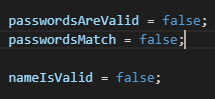 passwordsAreValid = false;
passwordsMatch = false;
nameIsValid = false;